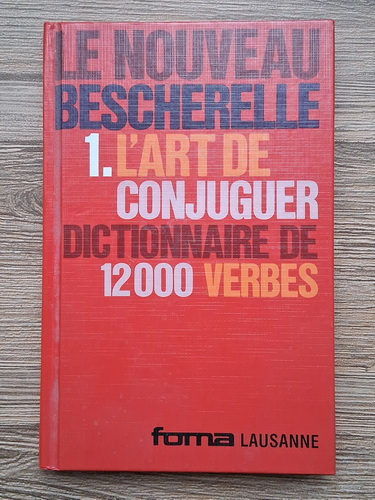 LE NOUVEAU
BESCHERELLE
1. L'ART DE
CONJUGUER
DICTIONNAIRE DE
12000 VERBES
foma LAUSANNE